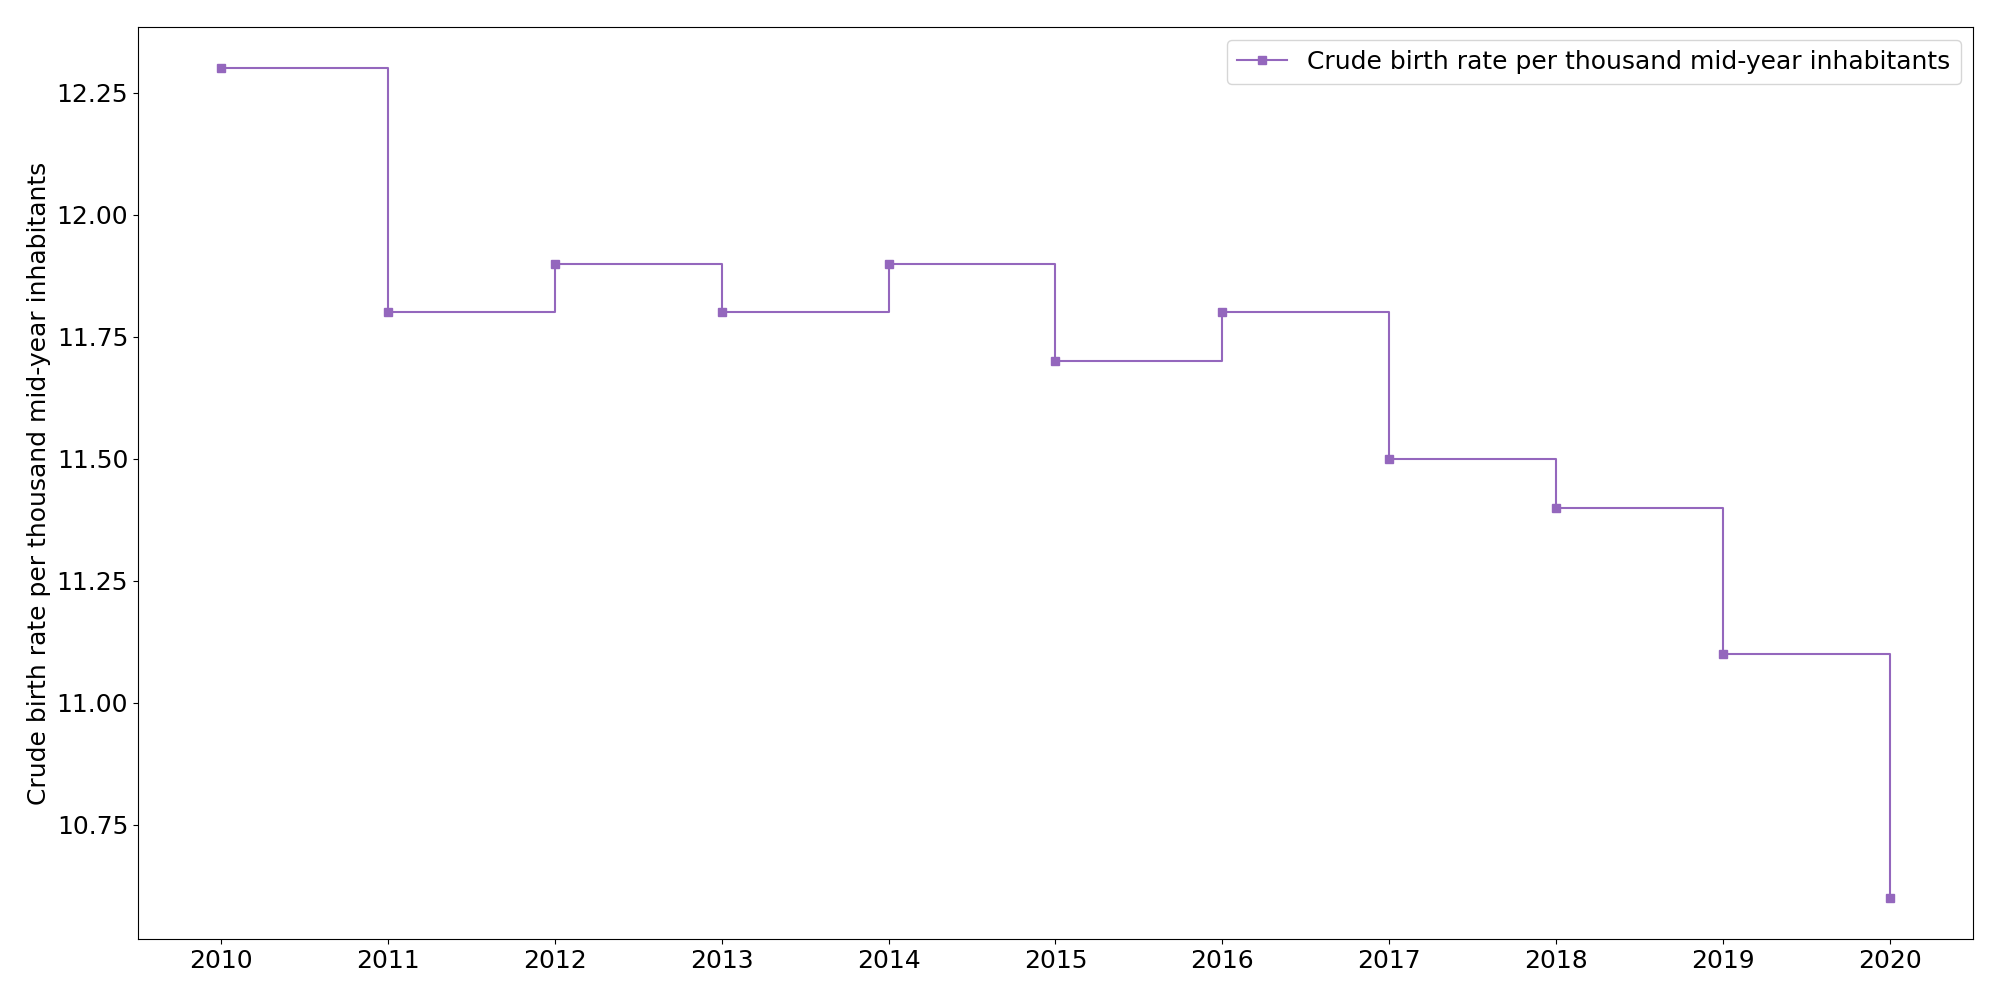 Crude birth rate per thousand mid-year inhabitants
Crude birth rate per thousand mid-year inhabitants
12.25
12.00
11.75
11.50
11.25
11.00
10.75
2010 2011 2012 2013 2014 2015 2016 2017 2018 2019 2020